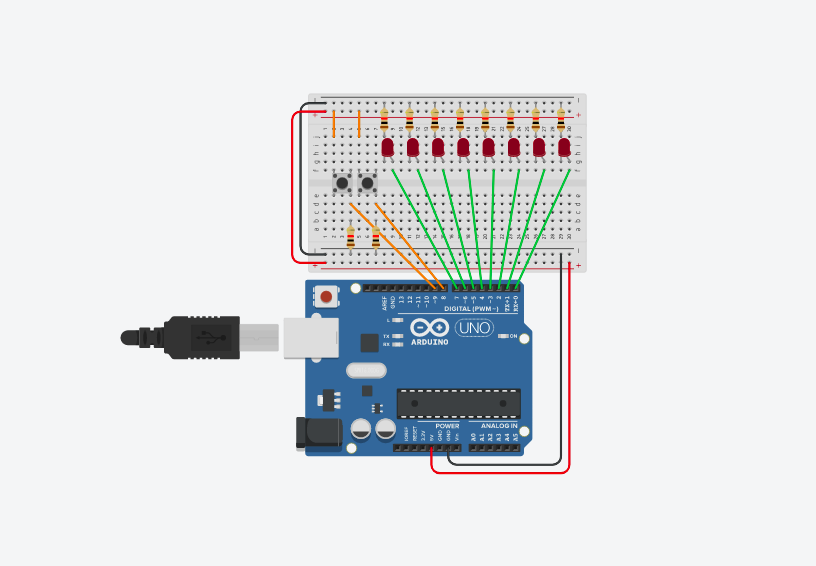 - -
+ +
j j
i i
h h
g g
f f
e e
d d
c c
b b
a a
- -
+ +
AREF
GND
13
12
~11
~10
~9
8
7
~6
~5
4
~3
2
TX→1
RX←0
DIGITAL (PWM ~)
L
TX
RX
UNO
ON
ARDUINO
POWER
ANALOG IN
IOREF
RESET
3.3V
5V
GND
GND
Vin
A0
A1
A2
A3
A4
A5